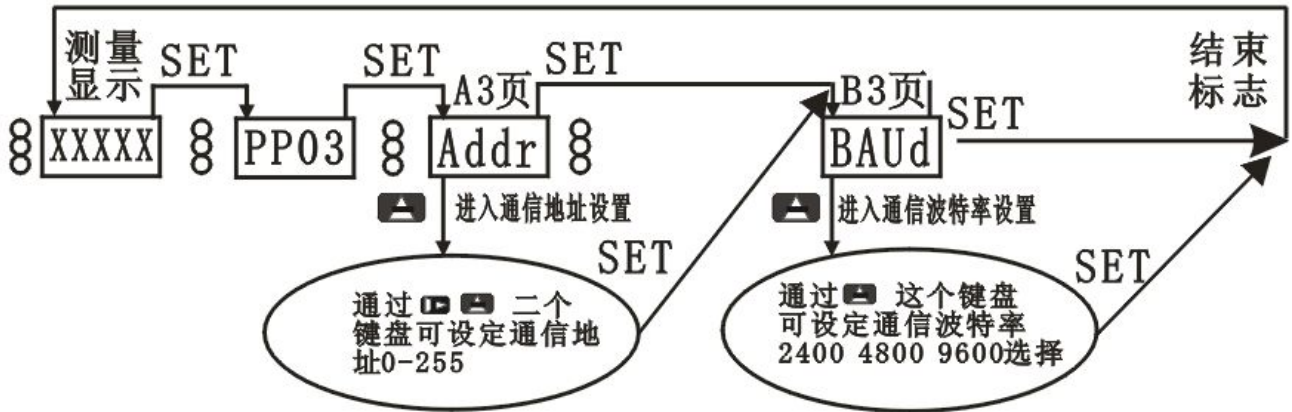 测量
显示
SET
SET
A3页
SET
B3页
SET
结束
标志
8
XXXXX
8
PP03
8
Addr
8
BAUd
进入通信地址设置
进入通信波特率设置
SET
SET
通过 二个
键盘可设定通信地
址0-255
通过 这个键盘
可设定通信波特率
2400 4800 9600选择